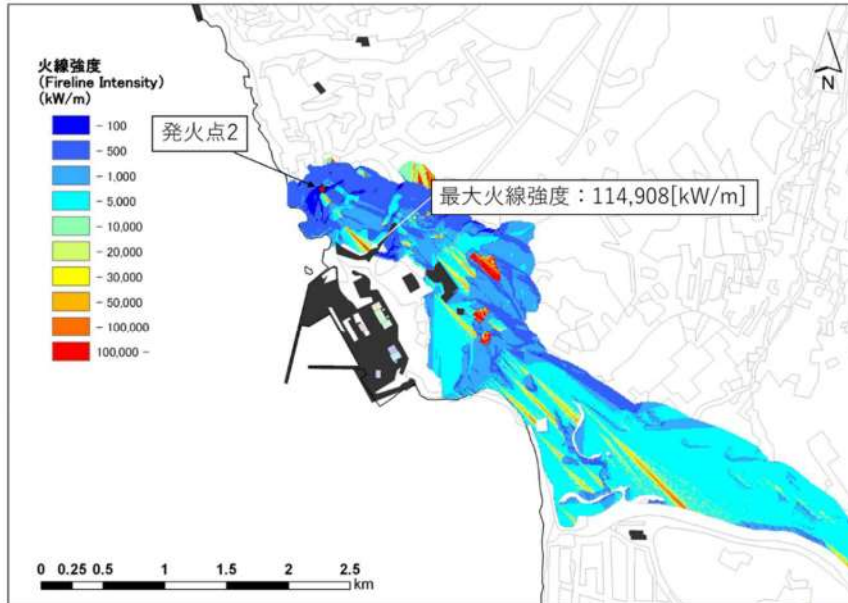 火線強度
(Fireline Intensity)
(kW/m)
- 100
- 500
- 1,000
- 5,000
- 10,000
- 20,000
- 30,000
- 50,000
- 100,000
100,000 -
発火点2
最大火線強度：114,908[kW/m]
N
0 0.25 0.5 1 1.5 2 2.5
km